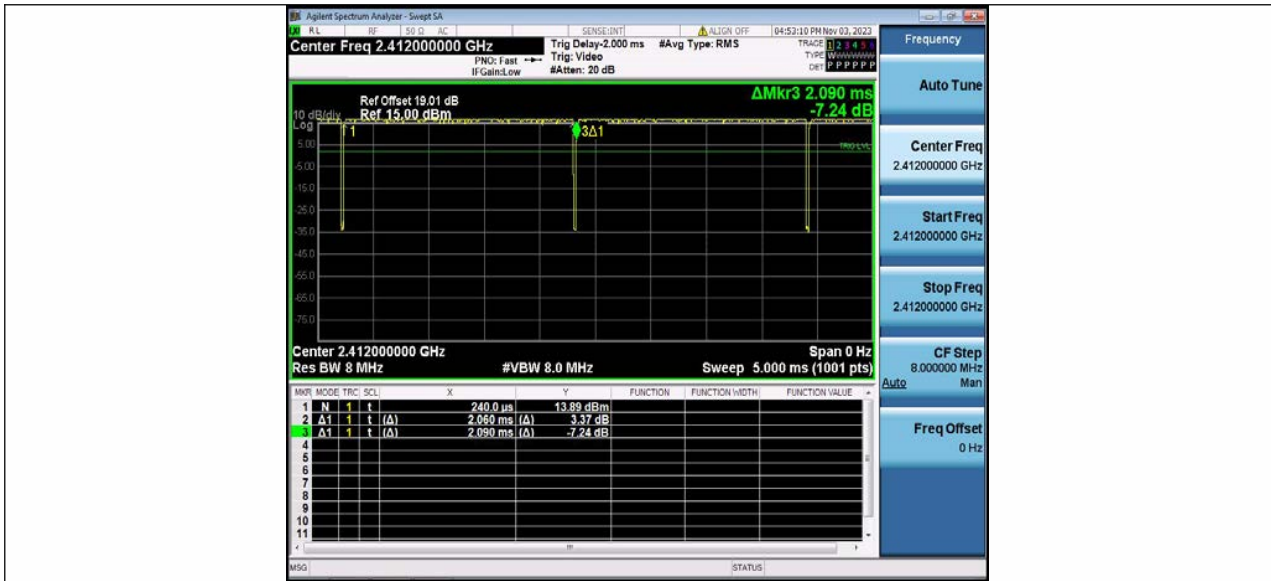 Agilent Spectrum Analyzer - Swept SA
RL RF 50 Ω AC SENSE:INT ALIGN OFF 04:53:10 PM Nov 03, 2023
Center Freq 2.412000000 GHz
PNO: Fast
IFGain:Low
Trig Delay-2.000 ms
Trig: Video
#Atten: 20 dB
#Avg Type: RMS
TRACE 1 2 3 4 5 6
TYPE W
DET P P P P P P
ΔMkr3 2.090 ms
-7.24 dB
Ref Offset 19.01 dB
10 dB/div Ref 15.00 dBm
Log
1
3Δ1
TRIG LVL
5.00
-5.00
-15.0
-25.0
-35.0
-45.0
-55.0
-65.0
-75.0
Center 2.412000000 GHz Span 0 Hz
Res BW 8 MHz #VBW 8.0 MHz Sweep 5.000 ms (1001 pts)
MKR MODE TRC SCL X Y FUNCTION FUNCTION WIDTH FUNCTION VALUE
1 N 1 t 240.0 µs 13.89 dBm
2 Δ1 1 t (Δ) 2.060 ms (Δ) 3.37 dB
3 Δ1 1 t (Δ) 2.090 ms (Δ) -7.24 dB
4
5
6
7
8
9
10
11
MSG STATUS
Frequency
Auto Tune
Center Freq
2.412000000 GHz
Start Freq
2.412000000 GHz
Stop Freq
2.412000000 GHz
CF Step
8.000000 MHz
Auto Man
Freq Offset
0 Hz